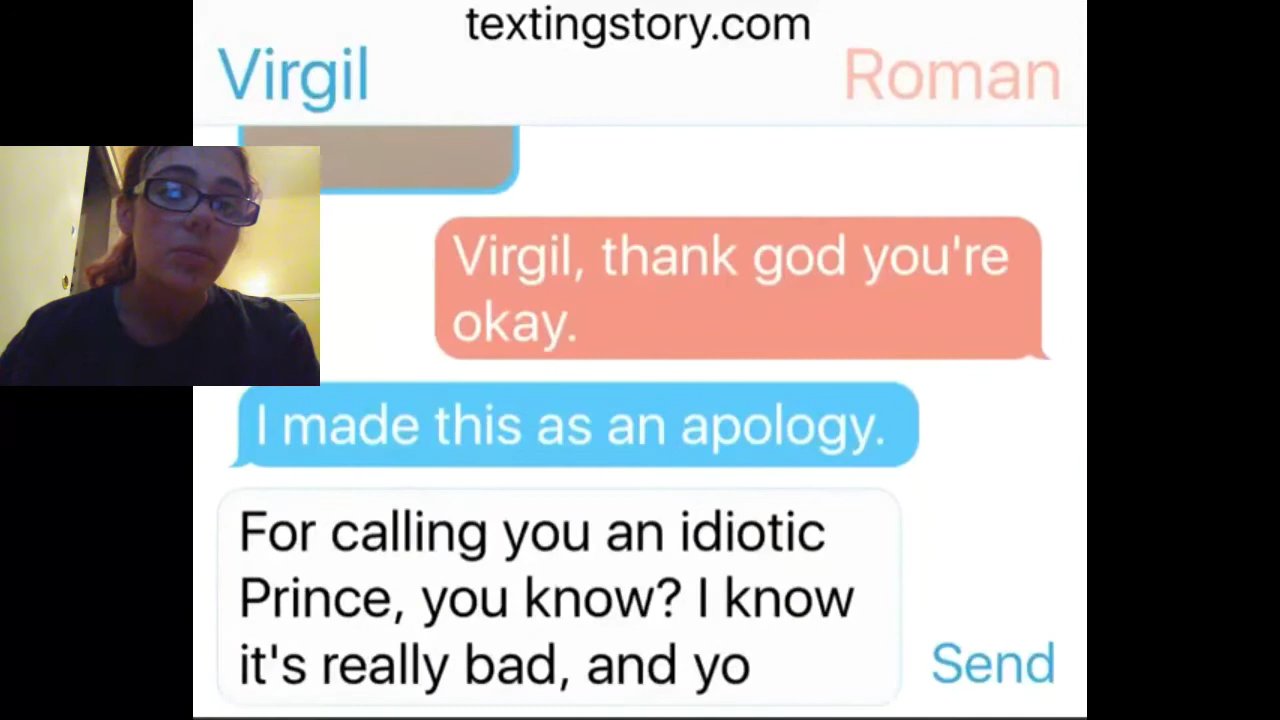 textingstory.com
Virgil
Roman
Virgil, thank god you're
okay.
I made this as an apology.
For calling you an idiotic
Prince, you know? I know
it's really bad, and yo
Send